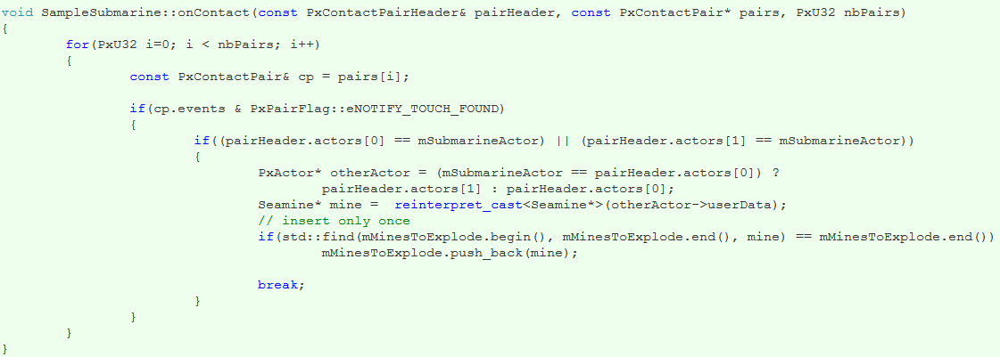 void SampleSubmarine::onContact(const PxContactPairHeader& pairHeader, const PxContactPair* pairs, PxU32 nbPairs)
{
for(PxU32 i=0; i < nbPairs; i++)
{
const PxContactPair& cp = pairs[i];
if(cp.events & PxPairFlag::eNOTIFY_TOUCH_FOUND)
{
if((pairHeader.actors[0] == mSubmarineActor) || (pairHeader.actors[1] == mSubmarineActor))
{
PxActor* otherActor = (mSubmarineActor == pairHeader.actors[0]) ?
pairHeader.actors[1] : pairHeader.actors[0];
Seamine* mine =  reinterpret_cast<Seamine*>(otherActor->userData);
// insert only once
if(std::find(mMinesToExplode.begin(), mMinesToExplode.end(), mine) == mMinesToExplode.end())
mMinesToExplode.push_back(mine);
break;
}
}
}
}